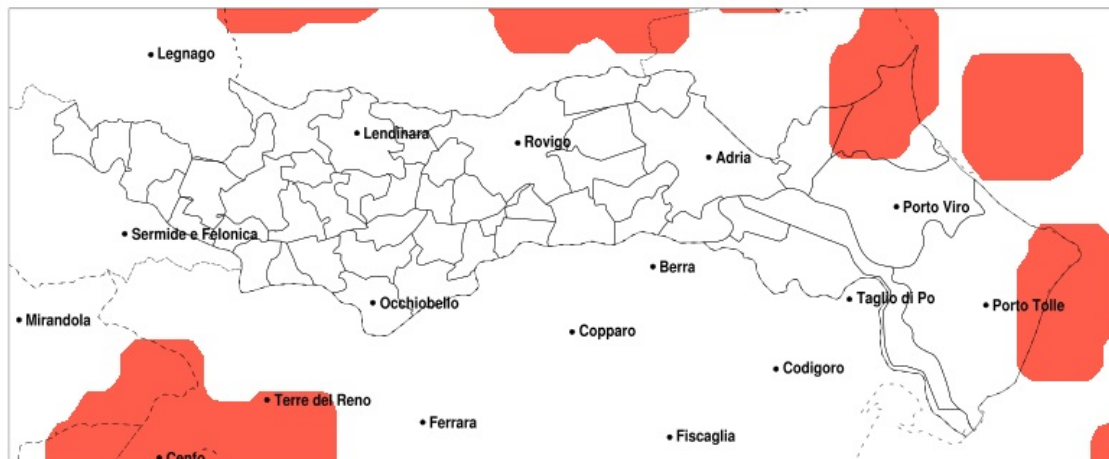 Legnago
Lendinara
Rovigo
Adria
Porto Viro
Sermide e Felonica
Berra
Occhiobello
Taglio di Po
Porto Tolle
Mirandola
Copparo
Codigoro
Terre del Reno
Ferrara
Fiscaglia
Cento